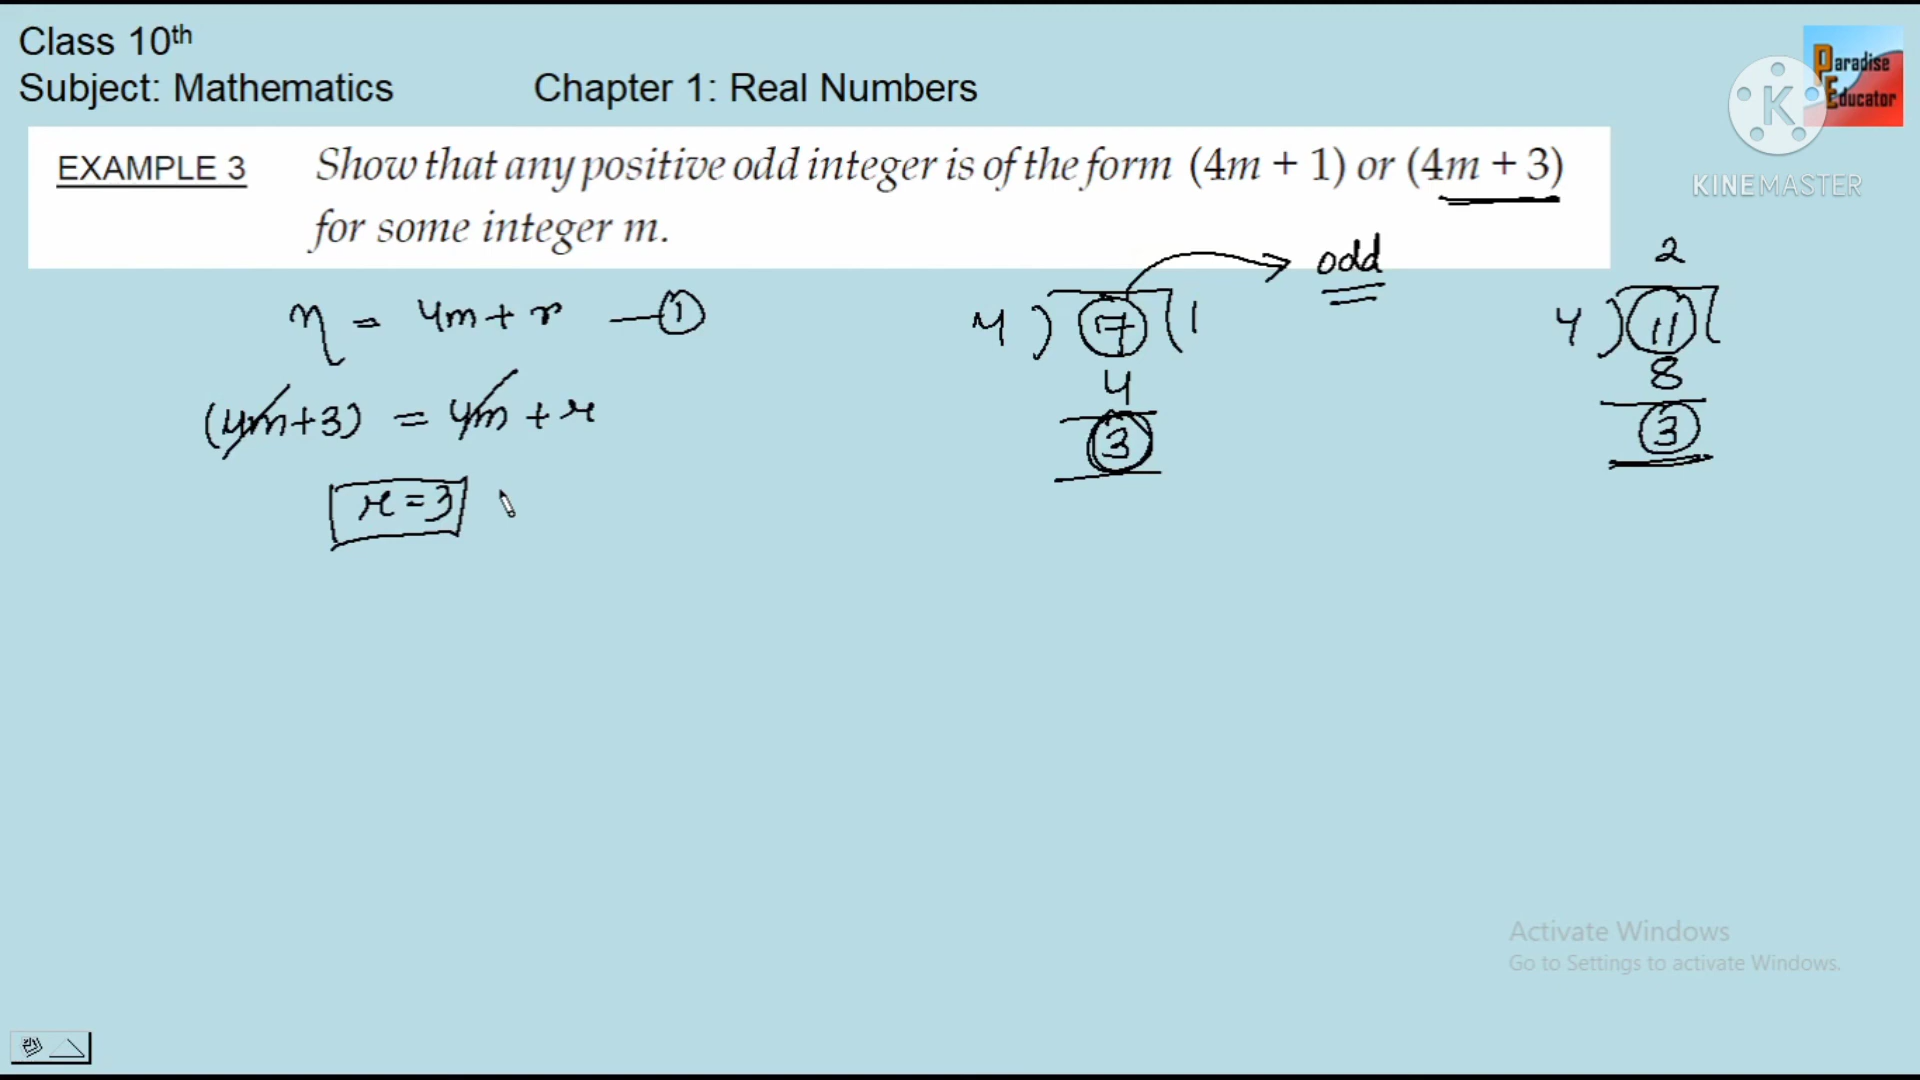 Class 10th
Subject: Mathematics Chapter 1: Real Numbers
Paradise
Educator
KINEMASTER
EXAMPLE 3 Show that any positive odd integer is of the form (4m + 1) or (4m + 3)
for some integer m.
n = 4m + r — ①
(4m+3) = 4m + r
r = 3
odd
4 ) 7 ( 1
4
3
2
4 ) 11 (
8
3
Activate Windows
Go to Settings to activate Windows.